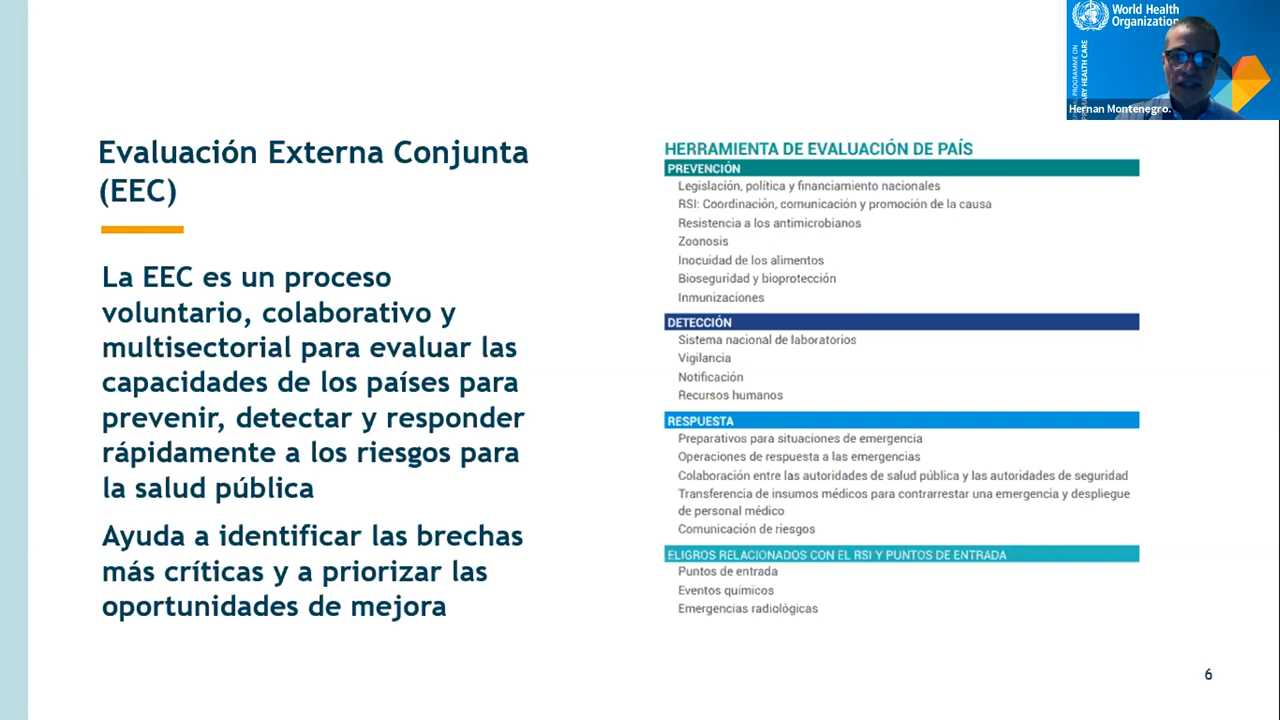 World Health
Organization
PRIMARY HEALTH CARE
Hernan Montenegro.
Evaluación Externa Conjunta
(EEC)
La EEC es un proceso
voluntario, colaborativo y
multisectorial para evaluar las
capacidades de los países para
prevenir, detectar y responder
rápidamente a los riesgos para
la salud pública
Ayuda a identificar las brechas
más críticas y a priorizar las
oportunidades de mejora
HERRAMIENTA DE EVALUACIÓN DE PAÍS
PREVENCIÓN
Legislación, política y financiamiento nacionales
RSI: Coordinación, comunicación y promoción de la causa
Resistencia a los antimicrobianos
Zoonosis
Inocuidad de los alimentos
Bioseguridad y bioprotección
Inmunizaciones
DETECCIÓN
Sistema nacional de laboratorios
Vigilancia
Notificación
Recursos humanos
RESPUESTA
Preparativos para situaciones de emergencia
Operaciones de respuesta a las emergencias
Colaboración entre las autoridades de salud pública y las autoridades de seguridad
Transferencia de insumos médicos para contrarrestar una emergencia y despliegue
de personal médico
Comunicación de riesgos
ELIGROS RELACIONADOS CON EL RSI Y PUNTOS DE ENTRADA
Puntos de entrada
Eventos químicos
Emergencias radiológicas
6